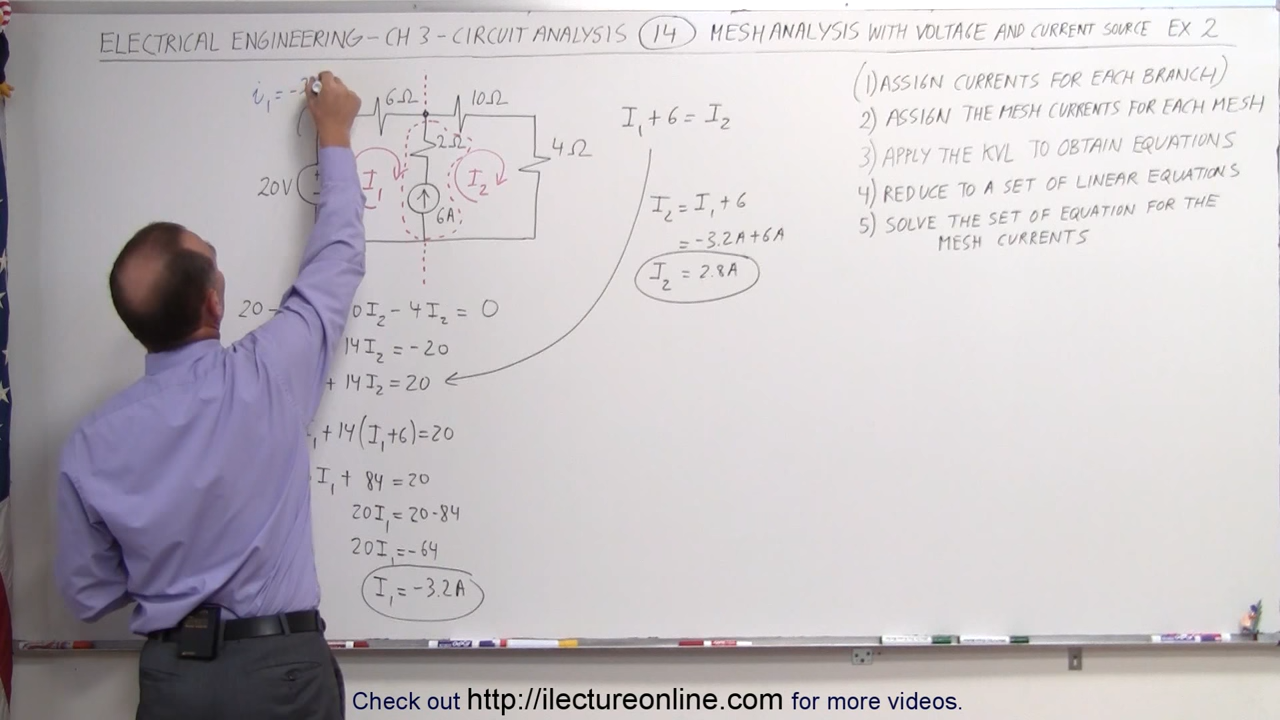 ELECTRICAL ENGINEERING - CH 3 - CIRCUIT ANALYSIS 14 MESH ANALYSIS WITH VOLTAGE AND CURRENT SOURCE EX 2
i₁ = -3
6Ω
10Ω
2Ω
4Ω
20V
+
-
I₁
I₂
6A
20 -
0I₂ - 4I₂ = 0
14I₂ = -20
+ 14I₂ = 20
₁ + 14(I₁+6) = 20
I₁ + 84 = 20
20I₁ = 20-84
20I₁ = -64
I₁ = -3.2A
I₁ + 6 = I₂
I₂ = I₁ + 6
= -3.2A + 6A
I₂ = 2.8A
(1) ASSIGN CURRENTS FOR EACH BRANCH)
2) ASSIGN THE MESH CURRENTS FOR EACH MESH
3) APPLY THE KVL TO OBTAIN EQUATIONS
4) REDUCE TO A SET OF LINEAR EQUATIONS
5) SOLVE THE SET OF EQUATION FOR THE
MESH CURRENTS
Check out http://ilectureonline.com for more videos.